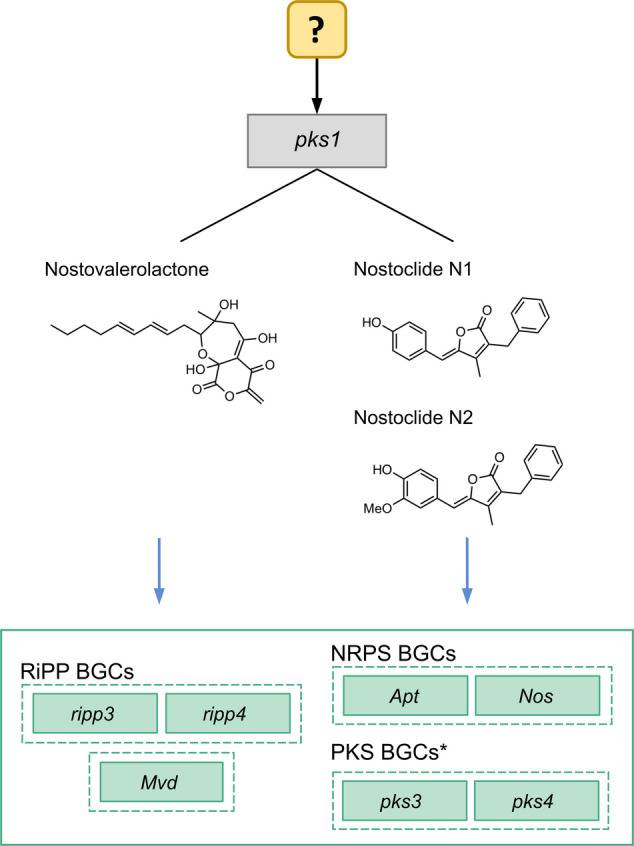 ?
pks1
Nostovalerolactone
Nostoclide N1
OH
OH
O
HO
O
O
O
HO
O
O
Nostoclide N2
HO
MeO
O
O
RiPP BGCs
ripp3 ripp4
Mvd
NRPS BGCs
Apt Nos
PKS BGCs*
pks3 pks4